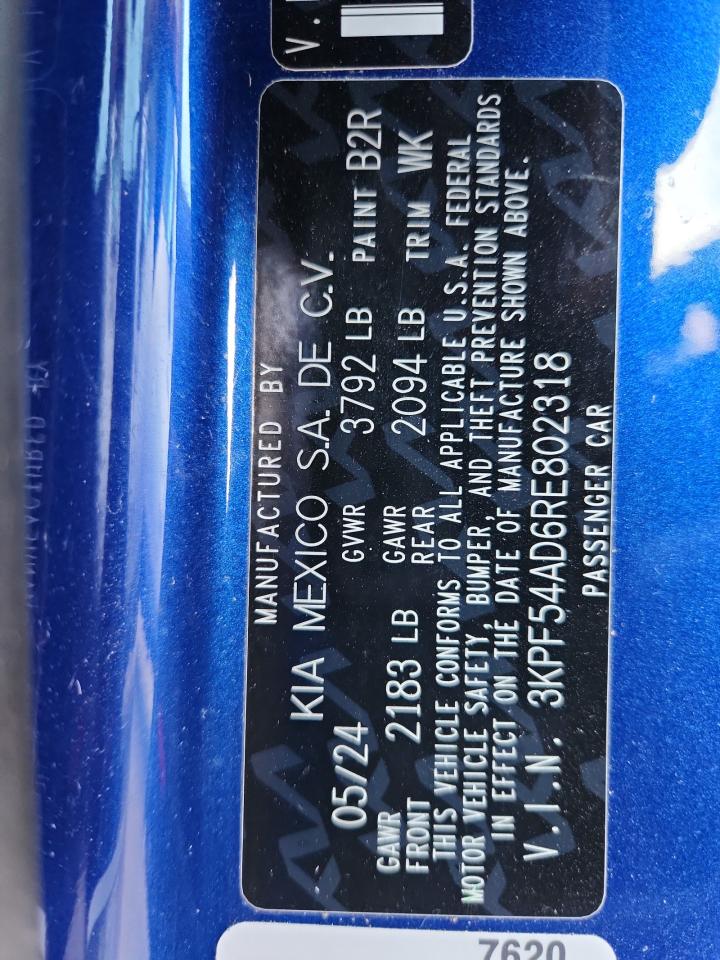 MANUFACTURED BY
KIA MEXICO S.A. DE C.V.
05/24 GVWR 3792 LB PAINT B2R
GAWR FRONT 2183 LB GAWR REAR 2094 LB TRIM WK
THIS VEHICLE CONFORMS TO ALL APPLICABLE U.S.A. FEDERAL
MOTOR VEHICLE SAFETY, BUMPER, AND THEFT PREVENTION STANDARDS
IN EFFECT ON THE DATE OF MANUFACTURE SHOWN ABOVE.
V.I.N. 3KPF54AD6RE802318
PASSENGER CAR
7620